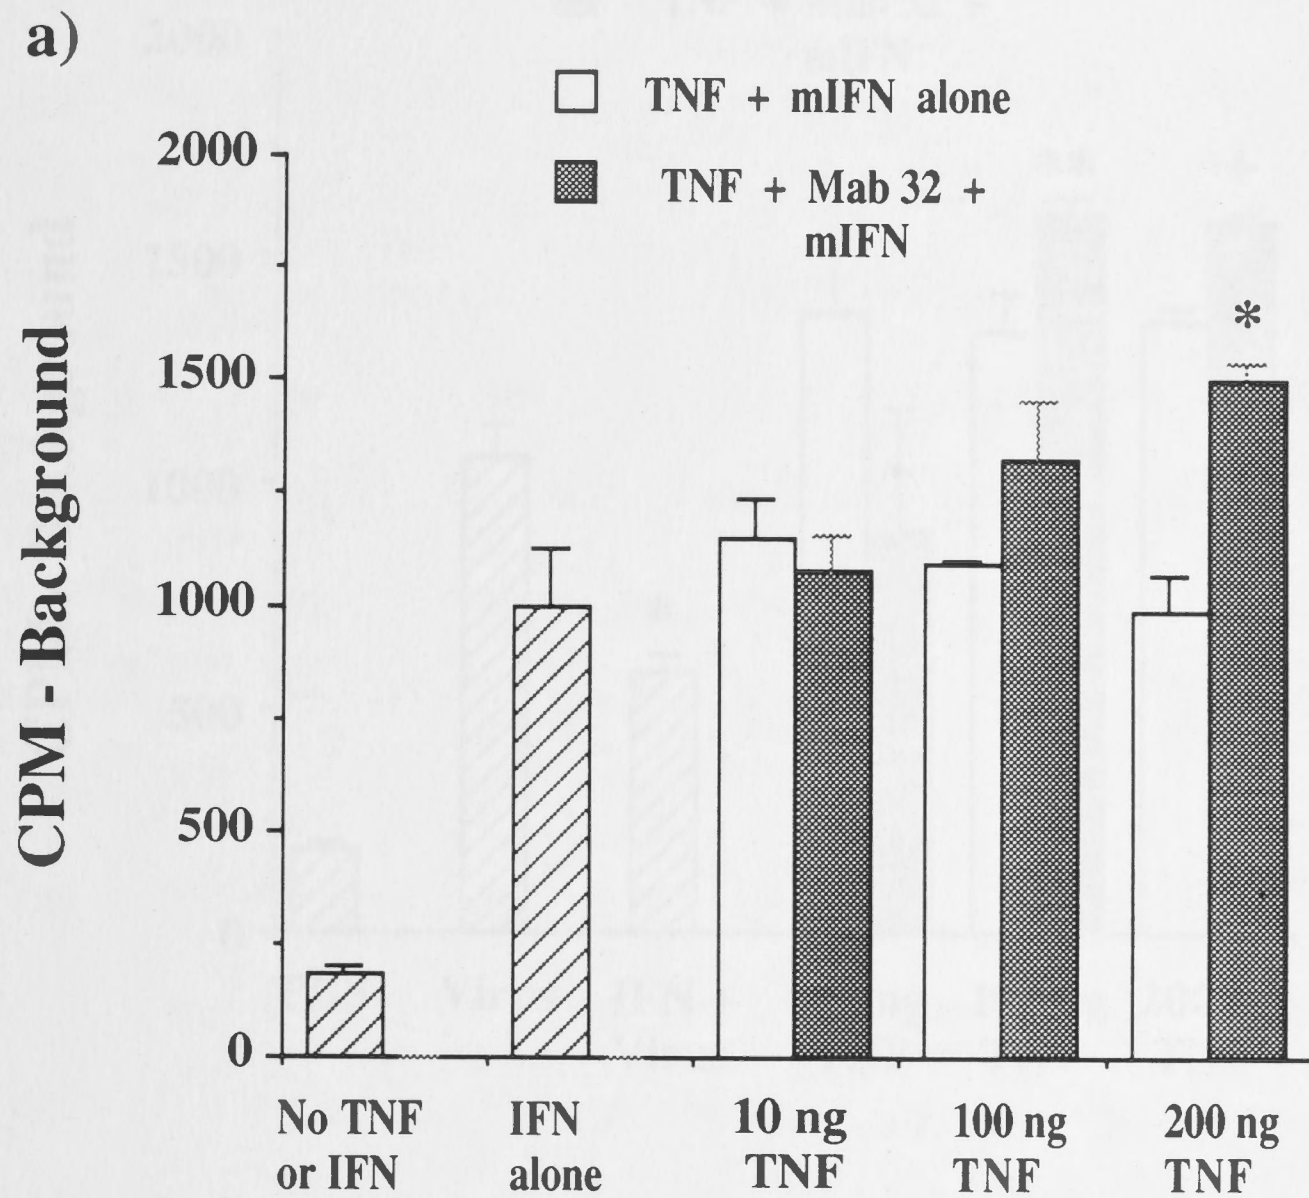 a)
TNF + mIFN alone
TNF + Mab 32 +
mIFN
2000
1500
1000
500
0
CPM - Background
*
No TNF
or IFN
IFN
alone
10 ng
TNF
100 ng
TNF
200 ng
TNF